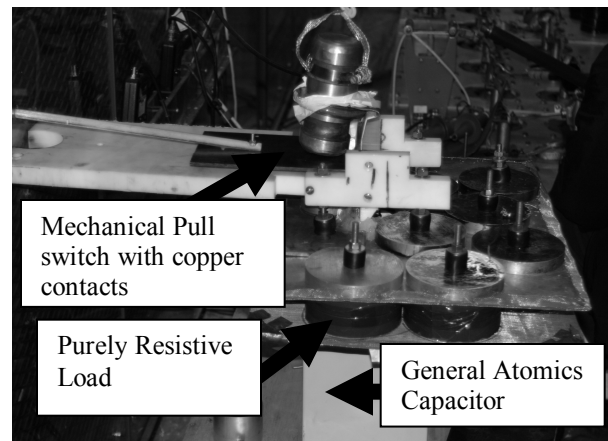 Mechanical Pull
switch with copper
contacts
Purely Resistive
Load
General Atomics
Capacitor